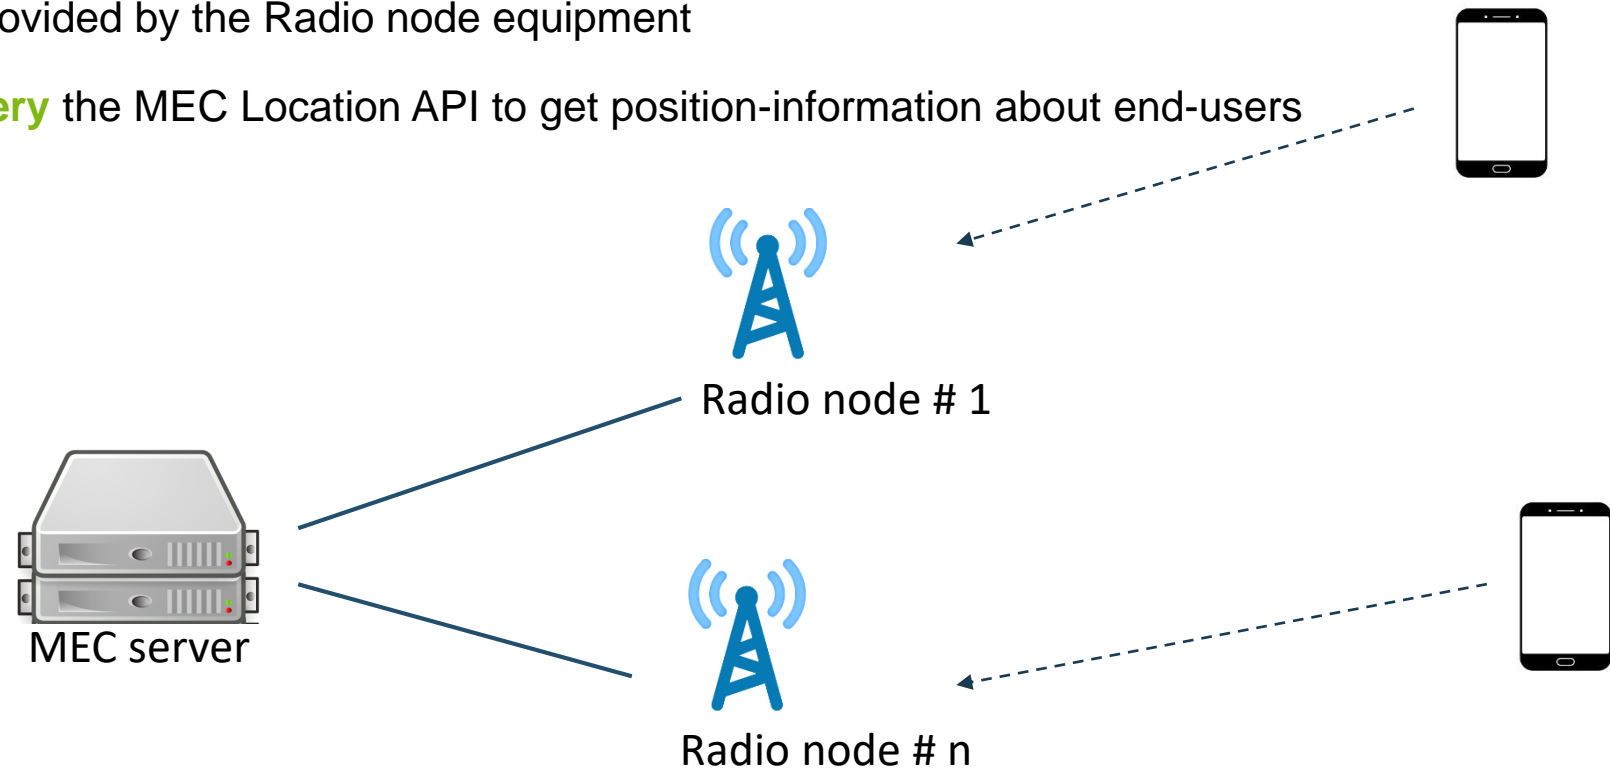 ovided by the Radio node equipment
ery the MEC Location API to get position-information about end-users
Radio node # 1
MEC server
Radio node # n